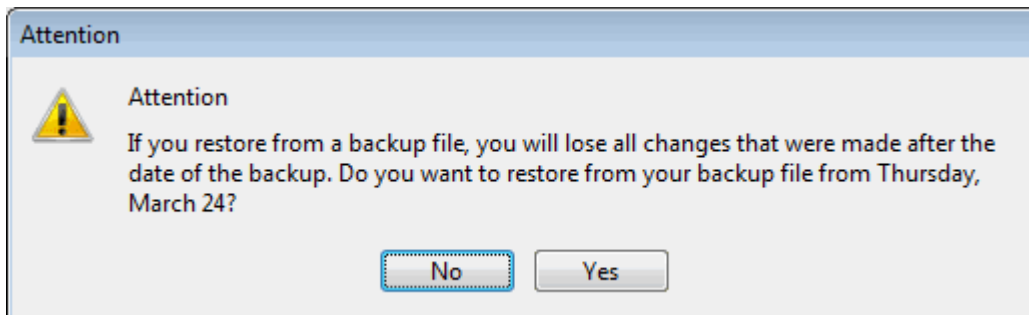 Attention
Attention
If you restore from a backup file, you will lose all changes that were made after the
date of the backup. Do you want to restore from your backup file from Thursday,
March 24?
No
Yes